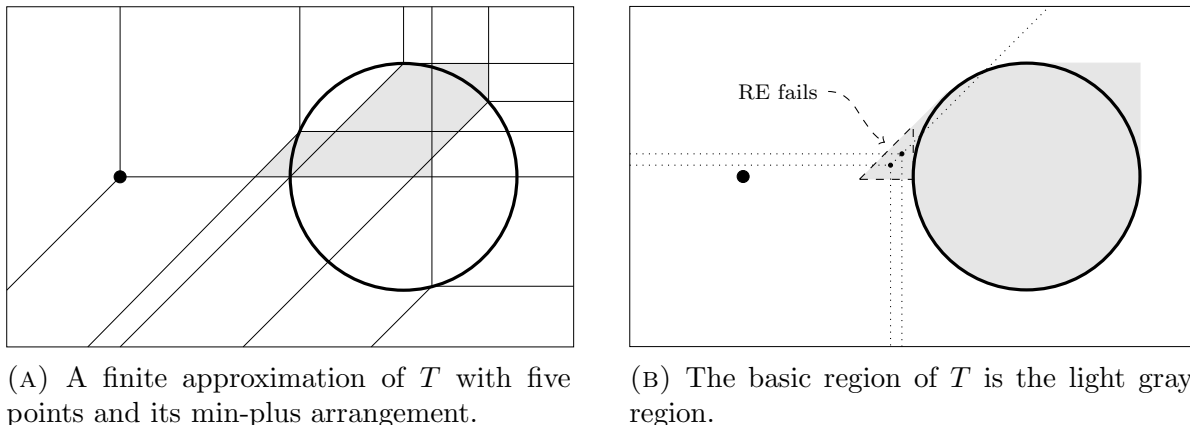 RE fails
(A) A finite approximation of T with five
points and its min-plus arrangement.
(B) The basic region of T is the light gray
region.